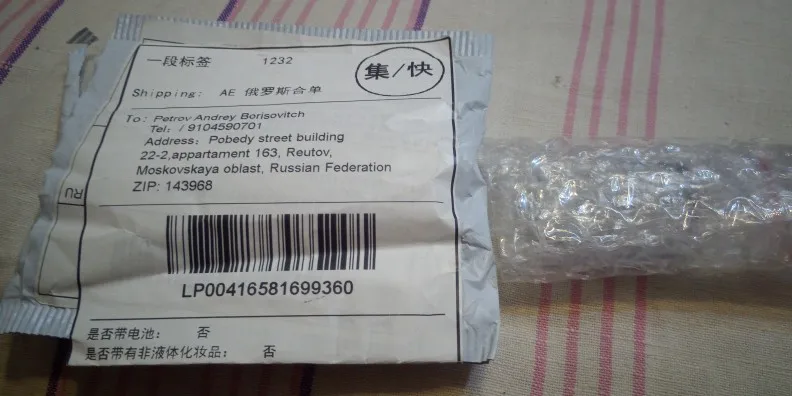 一段标签 1232
集/快
Shipping: AE 俄罗斯合单
To: Petrov Andrey Borisovitch
Tel: / 9104590701
Address: Pobedy street building
22-2,appartament 163, Reutov,
Moskovskaya oblast, Russian Federation
ZIP: 143968
RU
LP00416581699360
是否带电池: 否
是否带有非液体化妆品: 否